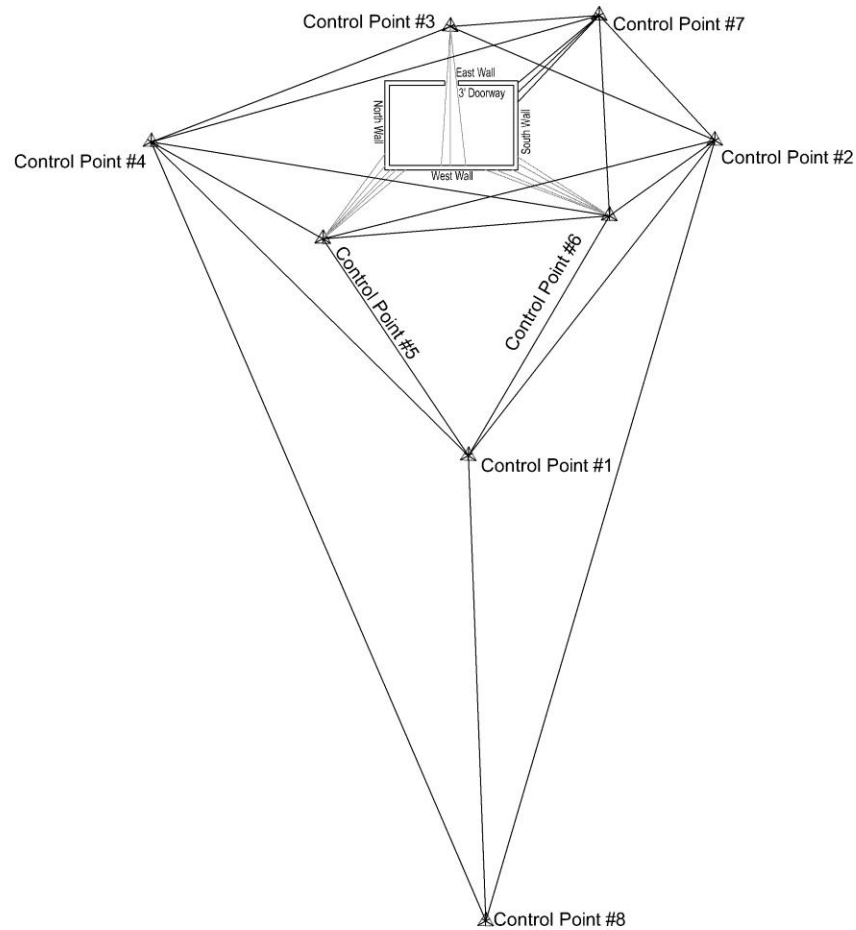 Control Point #3
Control Point #7
East Wall
3' Doorway
North Wall
South Wall
West Wall
Control Point #4
Control Point #2
Control Point #5
Control Point #6
Control Point #1
Control Point #8